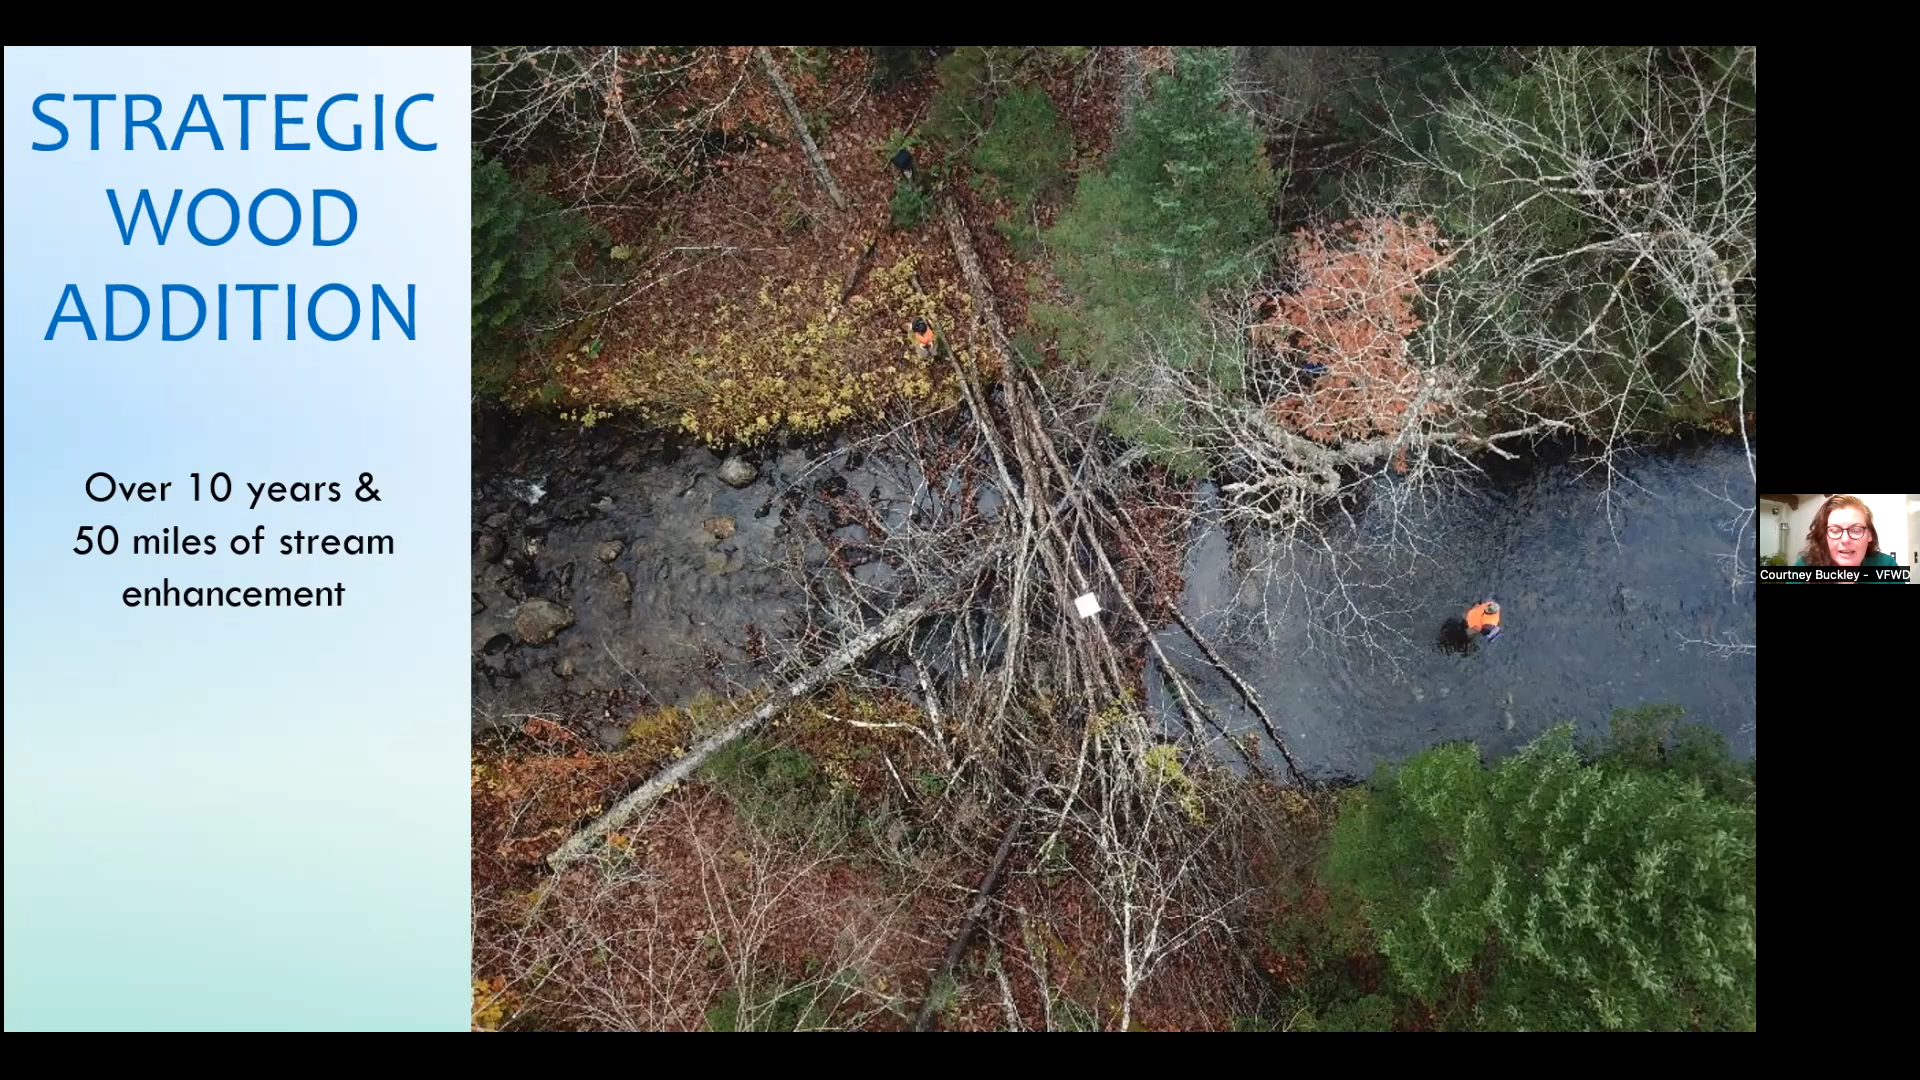 STRATEGIC
WOOD
ADDITION
Over 10 years &
50 miles of stream
enhancement
Courtney Buckley - VFWD